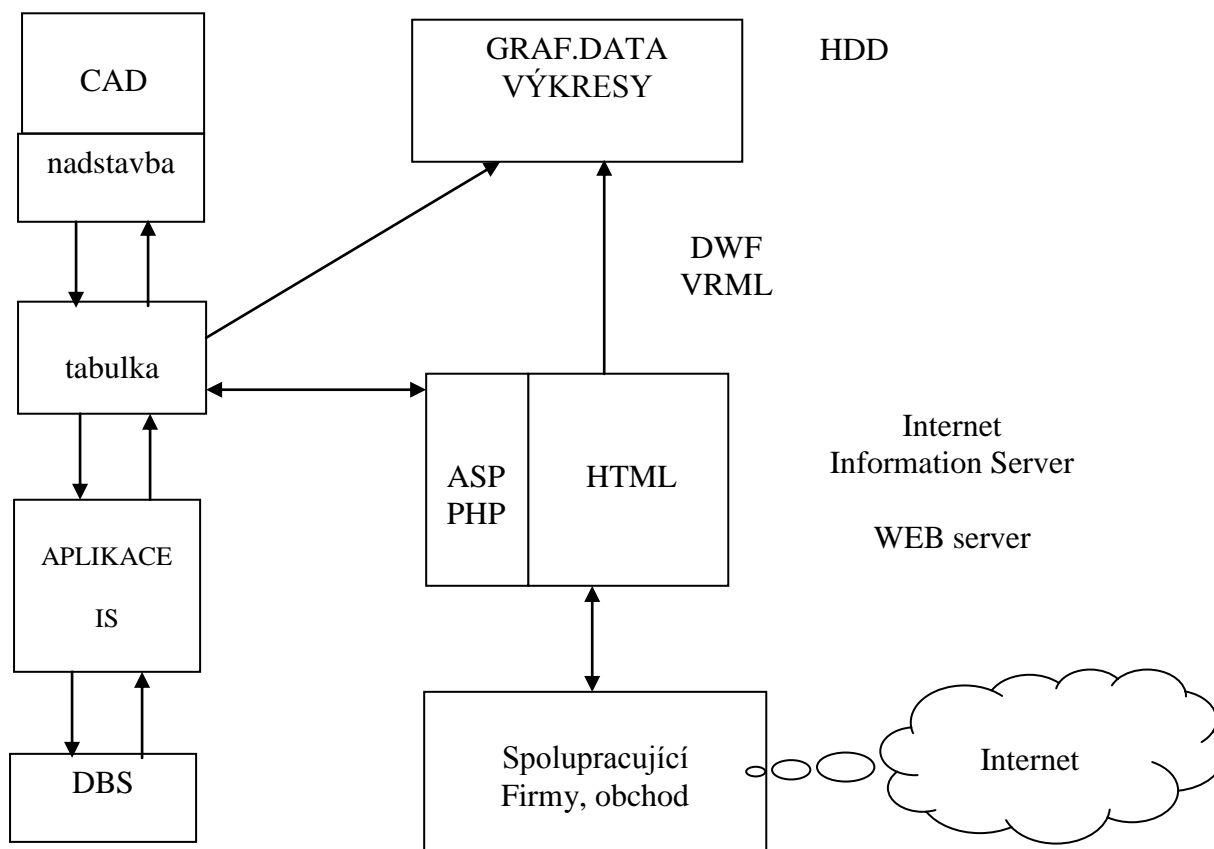 CAD
nadstavba
GRAF.DATA
VÝKRESY
HDD
DWF
VRML
tabulka
ASP
PHP
HTML
Internet
Information Server
WEB server
APLIKACE
IS
DBS
Spolupracující
Firmy, obchod
Internet